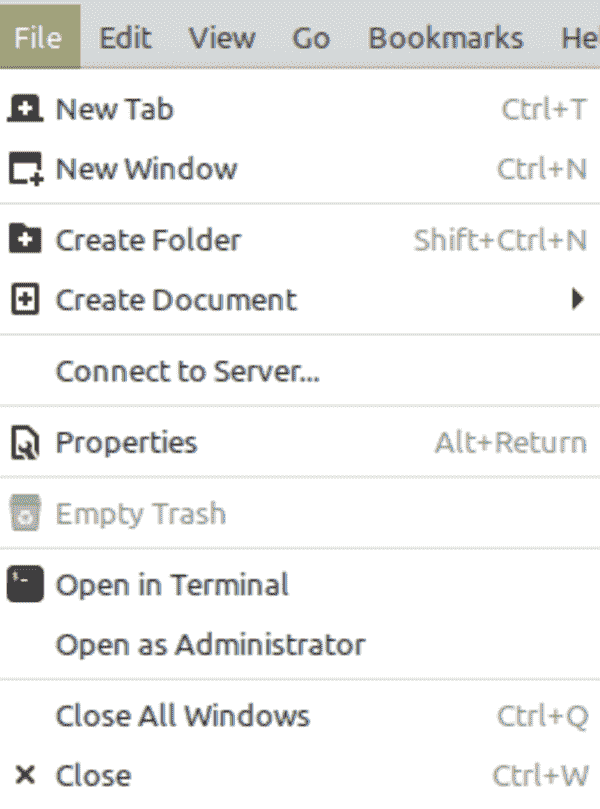 File Edit View Go Bookmarks
New Tab Ctrl+T
New Window Ctrl+N
Create Folder Shift+Ctrl+N
Create Document
Connect to Server...
Properties Alt+Return
Empty Trash
$-
Open in Terminal
Open as Administrator
Close All Windows Ctrl+Q
Close Ctrl+W